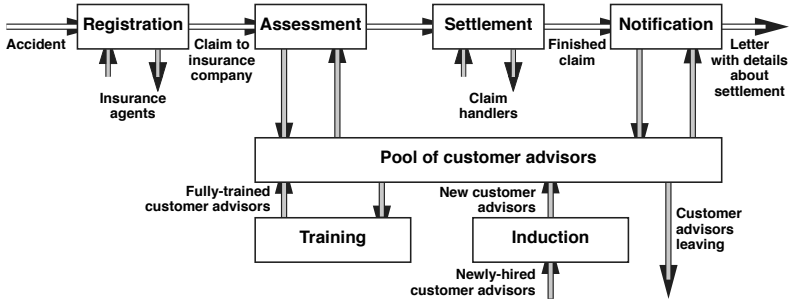 Registration
Assessment
Settlement
Notification
Accident
Claim to
insurance
company
Finished
claim
Letter
with details
about
settlement
Insurance
agents
Claim
handlers
Pool of customer advisors
Fully-trained
customer advisors
New customer
advisors
Customer
advisors
leaving
Training
Induction
Newly-hired
customer advisors